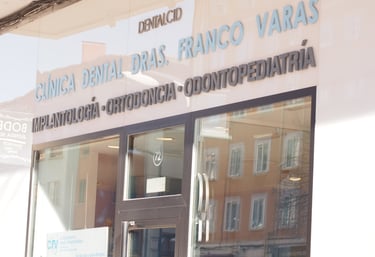 DENTALCID
CLÍNICA DENTAL DRAS. FRANCO VARAS
IMPLANTOLOGÍA·ORTODONCIA·ODONTOPEDIATRÍA